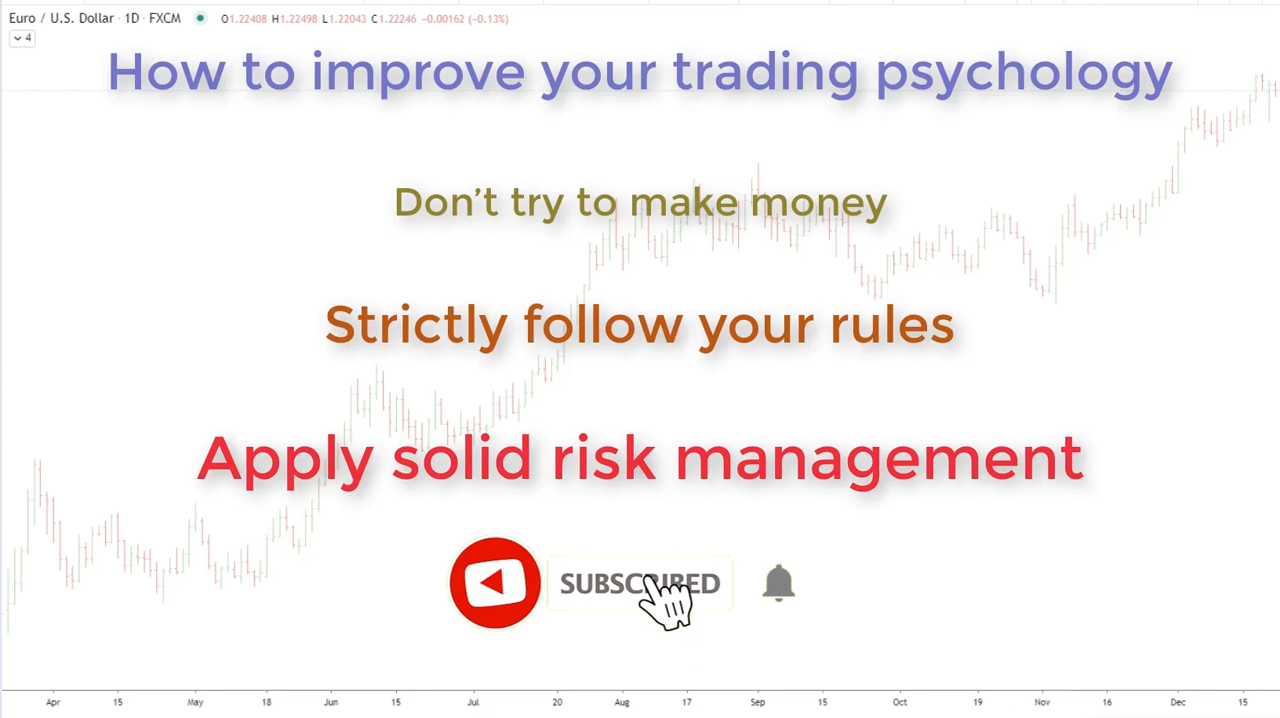 Euro / U.S. Dollar · 1D · FXCM O1.22408 H1.22498 L1.22043 C1.22246 −0.00162 (−0.13%)
4
How to improve your trading psychology
Don’t try to make money
Strictly follow your rules
Apply solid risk management
SUBSCRIBED
Apr 15 May 18 Jun 15 Jul 20 Aug 17 Sep 15 Oct 19 Nov 16 Dec 15